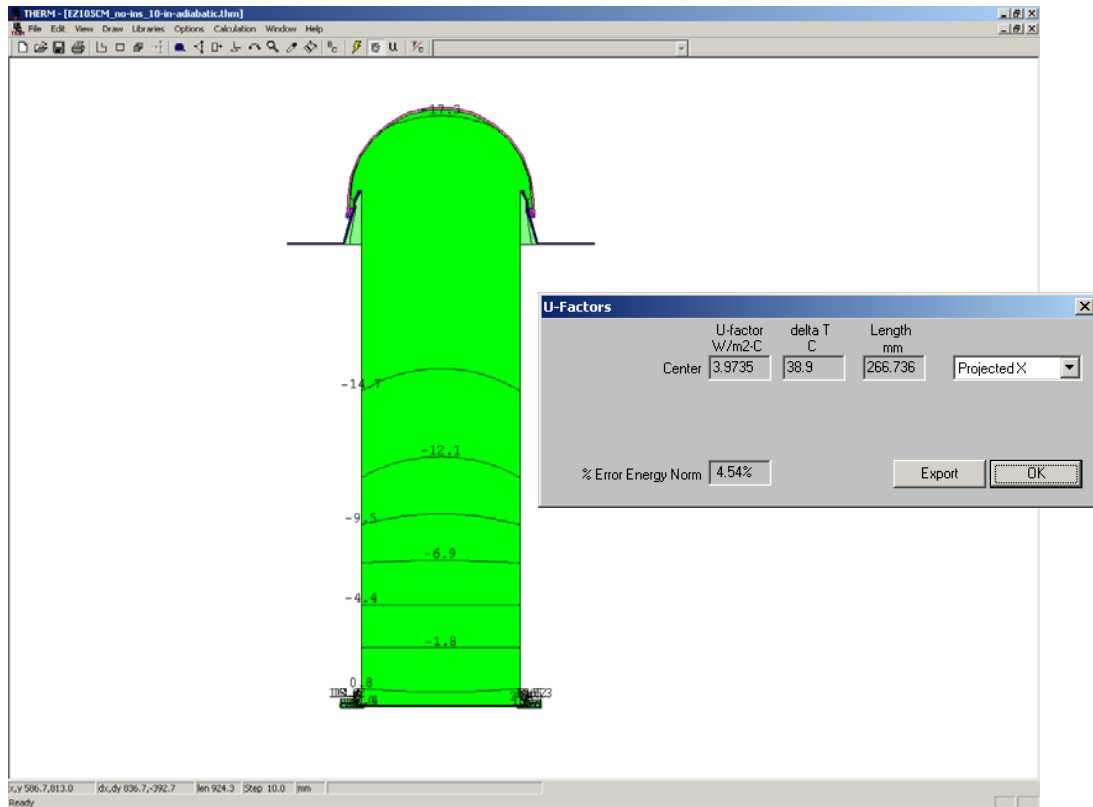 THERM - [EZ10SCM_no-ins_10-in-adiabatic.thm]
File Edit View Draw Libraries Options Calculation Window Help
-17.3
U-Factors
U-factor delta T Length
W/m2-C C mm
Center 3.9735 38.9 266.736 Projected X
-14.7
-12.1
% Error Energy Norm 4.54% Export OK
-9.5
-6.9
-4.4
-1.8
0.8
x,y 586.7,813.0 dx,dy 836.7,-392.7 len 924.3 Step 10.0 mm
Ready